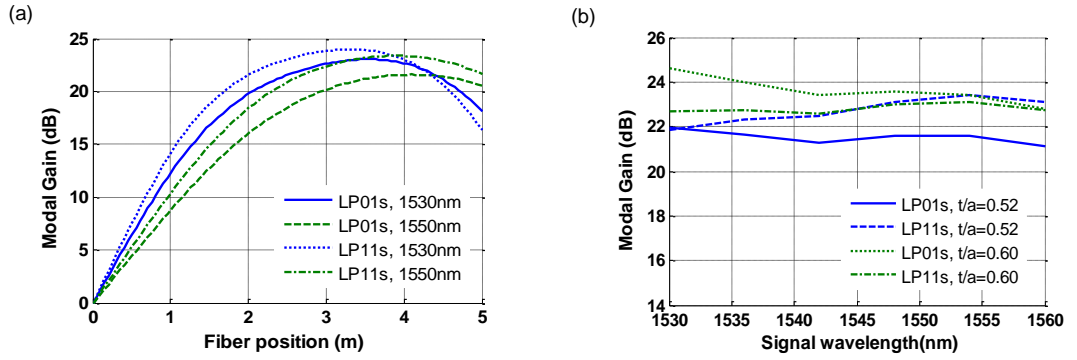 (a)
25
20
15
10
5
0
Modal Gain (dB)
LP01s, 1530nm
LP01s, 1550nm
LP11s, 1530nm
LP11s, 1550nm
0 1 2 3 4 5
Fiber position (m)
(b)
26
24
22
20
18
16
14
Modal Gain (dB)
LP01s, t/a=0.52
LP11s, t/a=0.52
LP01s, t/a=0.60
LP11s, t/a=0.60
1530 1535 1540 1545 1550 1555 1560
Signal wavelength(nm)